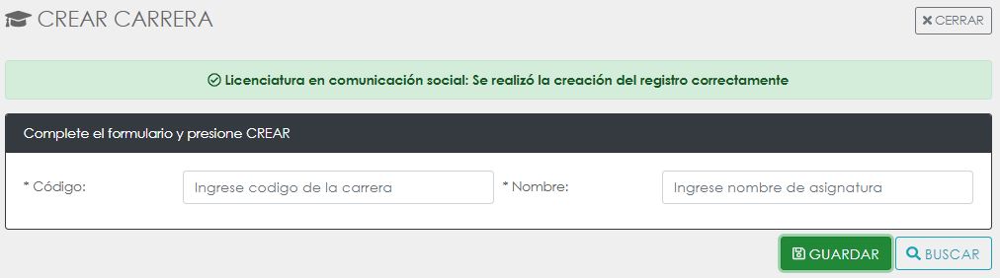 CREAR CARRERA
CERRAR
Licenciatura en comunicación social: Se realizó la creación del registro correctamente
Complete el formulario y presione CREAR
* Código: Ingrese codigo de la carrera * Nombre: Ingrese nombre de asignatura
GUARDAR BUSCAR